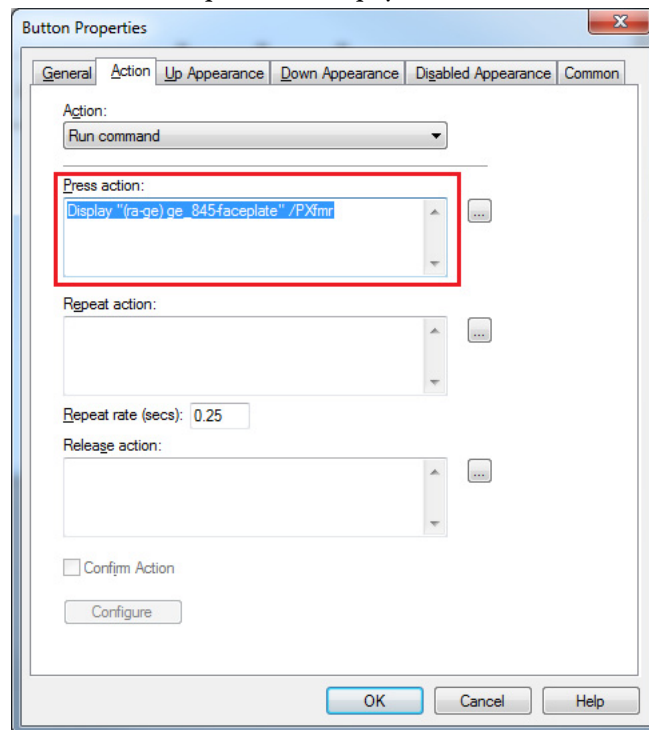 Button Properties
General Action Up Appearance Down Appearance Disabled Appearance Common
Action:
Run command
Press action:
Display "(ra-ge) ge_845-faceplate" /PXfmr
...
Repeat action:
...
Repeat rate (secs): 0.25
Release action:
...
Confirm Action
Configure
OK Cancel Help